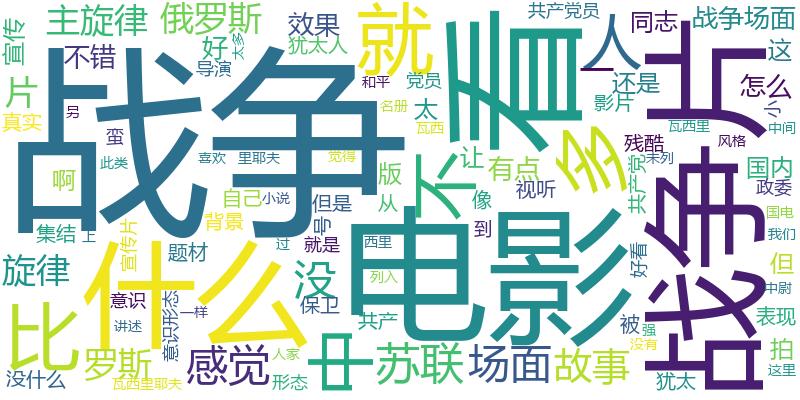 宣传
主旋律
俄罗斯
效果
共产党员
同志
战争场面
不错
好
太多
犹太人
就
看
人
一
片
这
导演
和平
党员
还是
怎么
片
真实
另
名册
太
影片
小
战争
蛮
瓦西
不
多
残酷
瓦西里
风格
中间
此类
喜欢
里耶夫
觉得
让
有点
共产党
未列
国内
啊
自己
小说
但是
版
从
像
视听
政委
背景
号
电影
到
国电
集结
上
宣传片
题材
过
就是
西里
没
好看
战争片
我们
但
旋律
什么
列入
中尉
意识
意识形态
一样
保卫
被
强
表现
比
讲述
共产
没有
罗斯
感觉
人家
中
苏联
场面
故事
拍
没什么
瓦西里耶夫
形态
犹太
这里